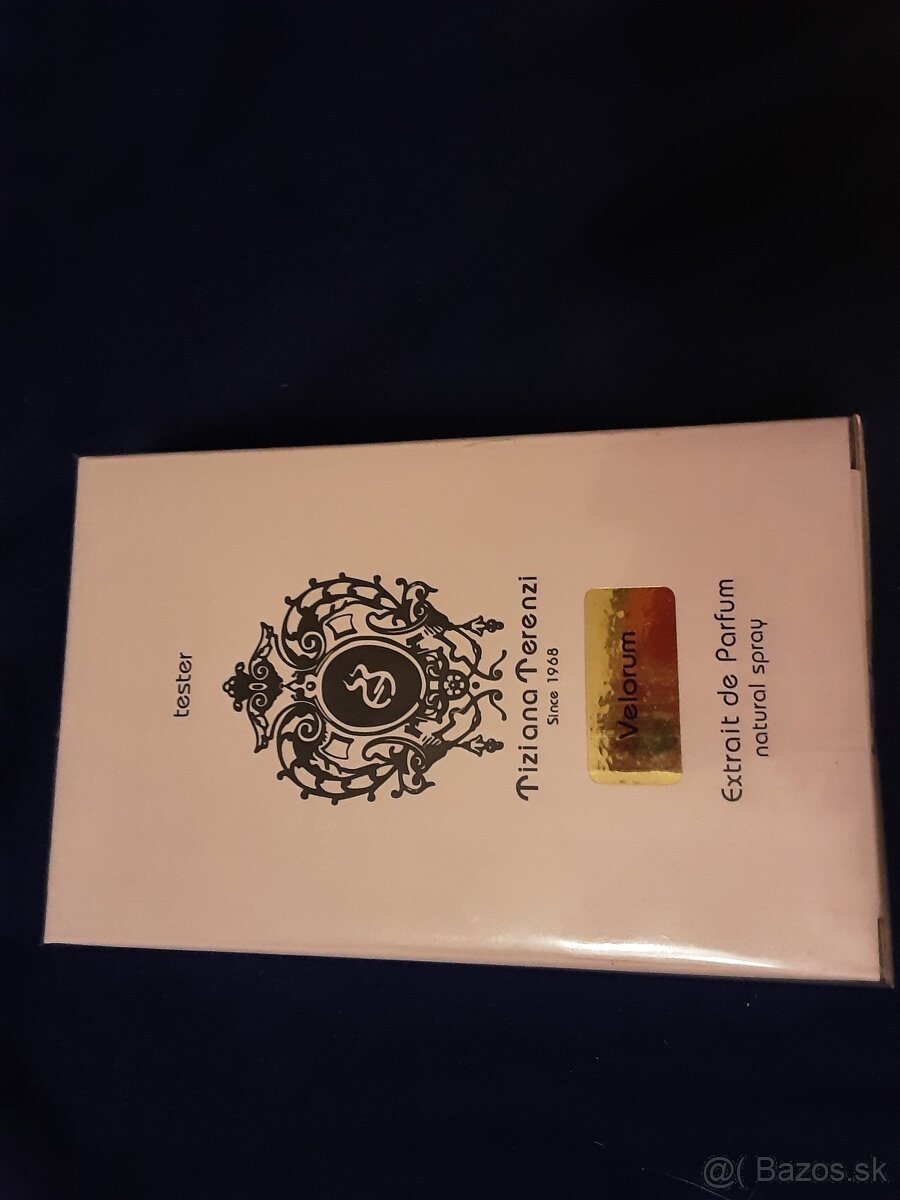 tester
Tiziana Terenzi
Since 1968
Velorum
Extrait de Parfum
natural spray
@( Bazos.sk